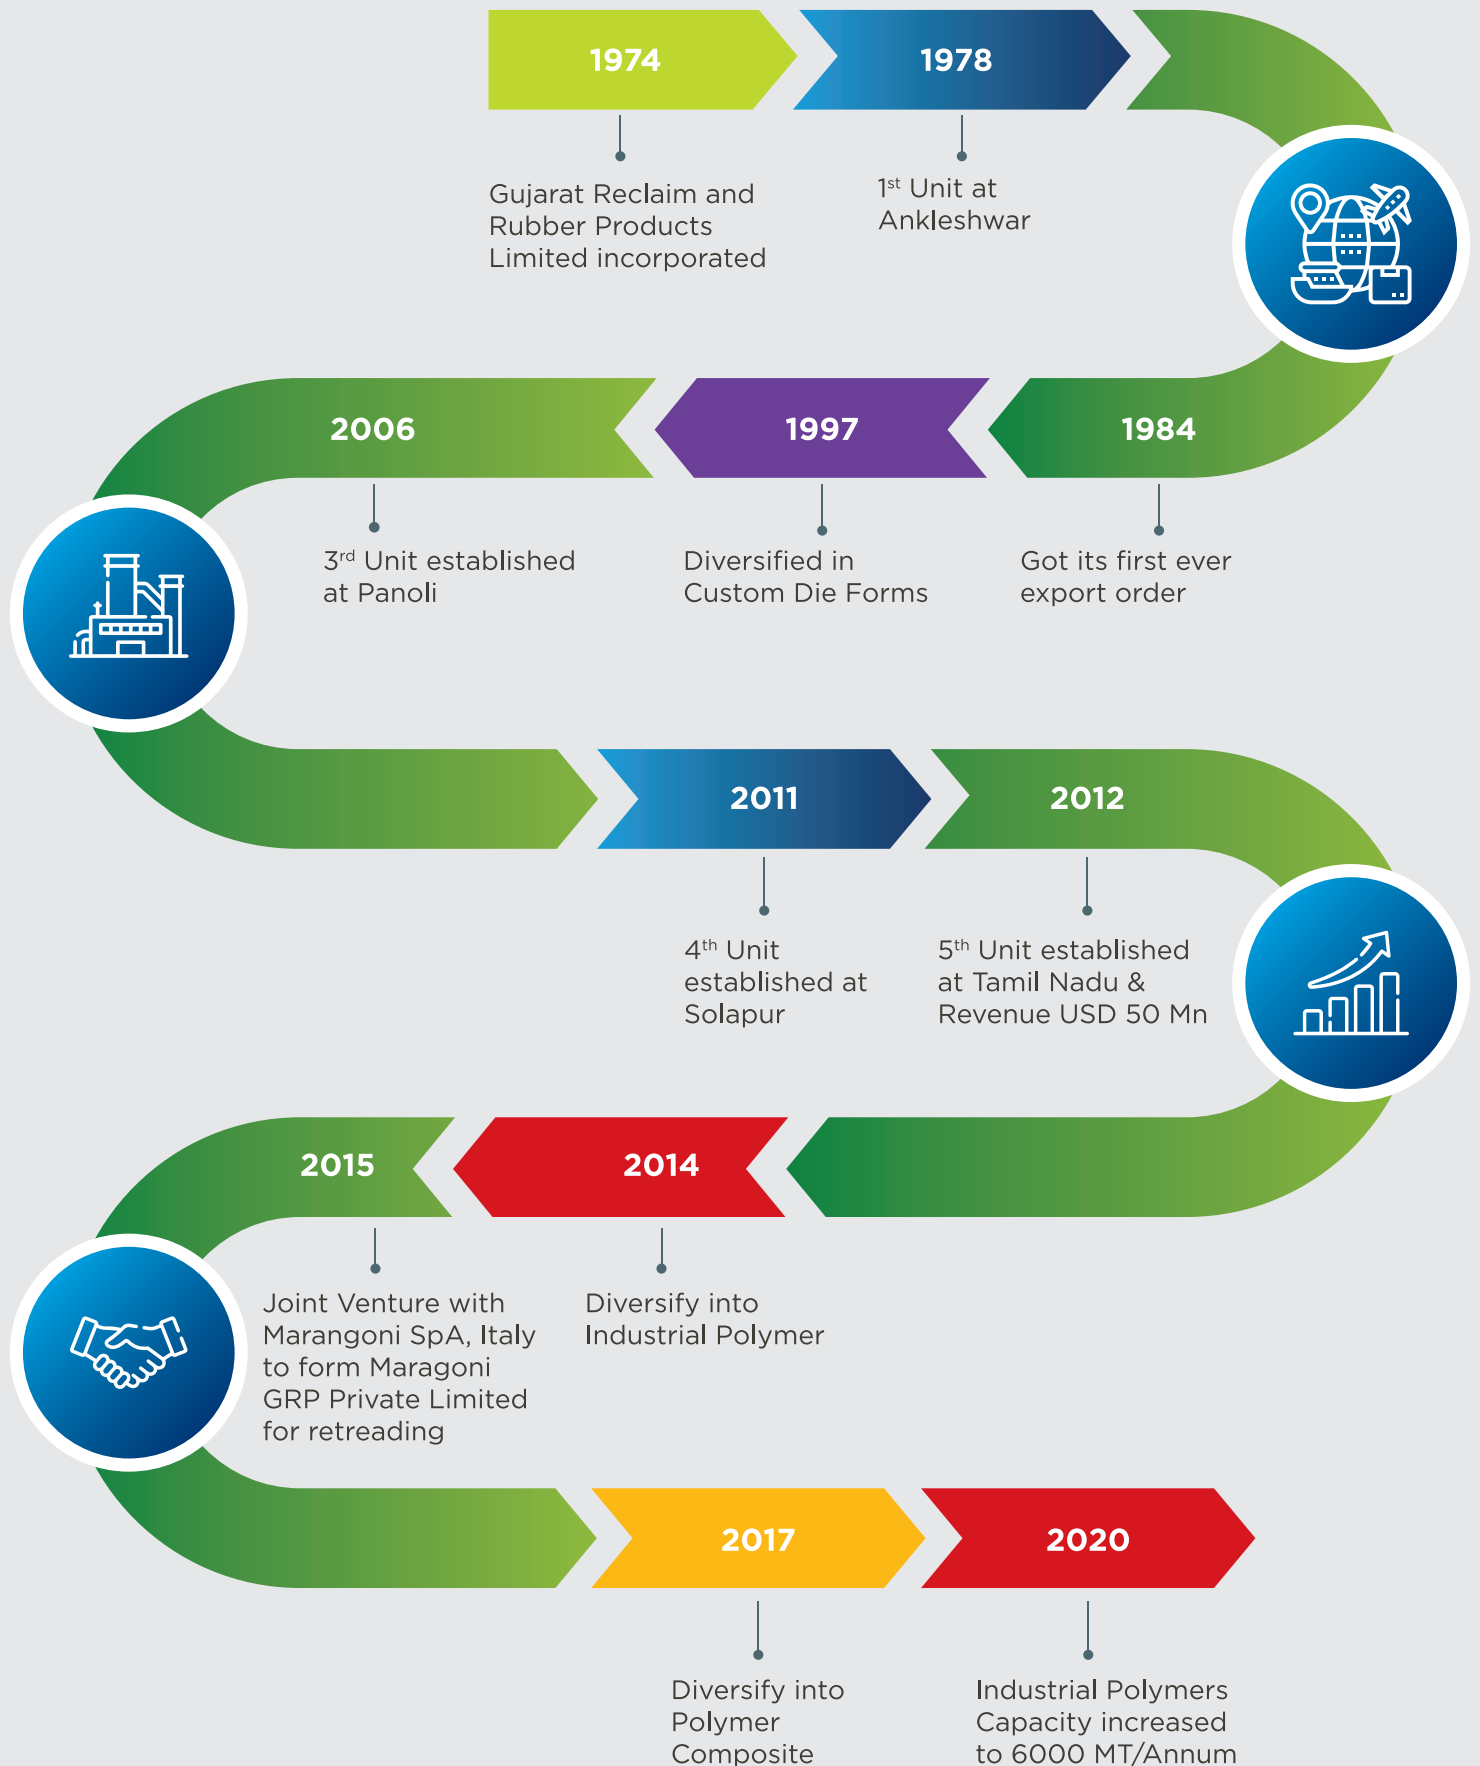 1974
Gujarat Reclaim and
Rubber Products
Limited incorporated
1978
1st Unit at
Ankleshwar
1984
Got its first ever
export order
1997
Diversified in
Custom Die Forms
2006
3rd Unit established
at Panoli
2011
4th Unit
established at
Solapur
2012
5th Unit established
at Tamil Nadu &
Revenue USD 50 Mn
2014
Diversify into
Industrial Polymer
2015
Joint Venture with
Marangoni SpA, Italy
to form Maragoni
GRP Private Limited
for retreading
2017
Diversify into
Polymer
Composite
2020
Industrial Polymers
Capacity increased
to 6000 MT/Annum